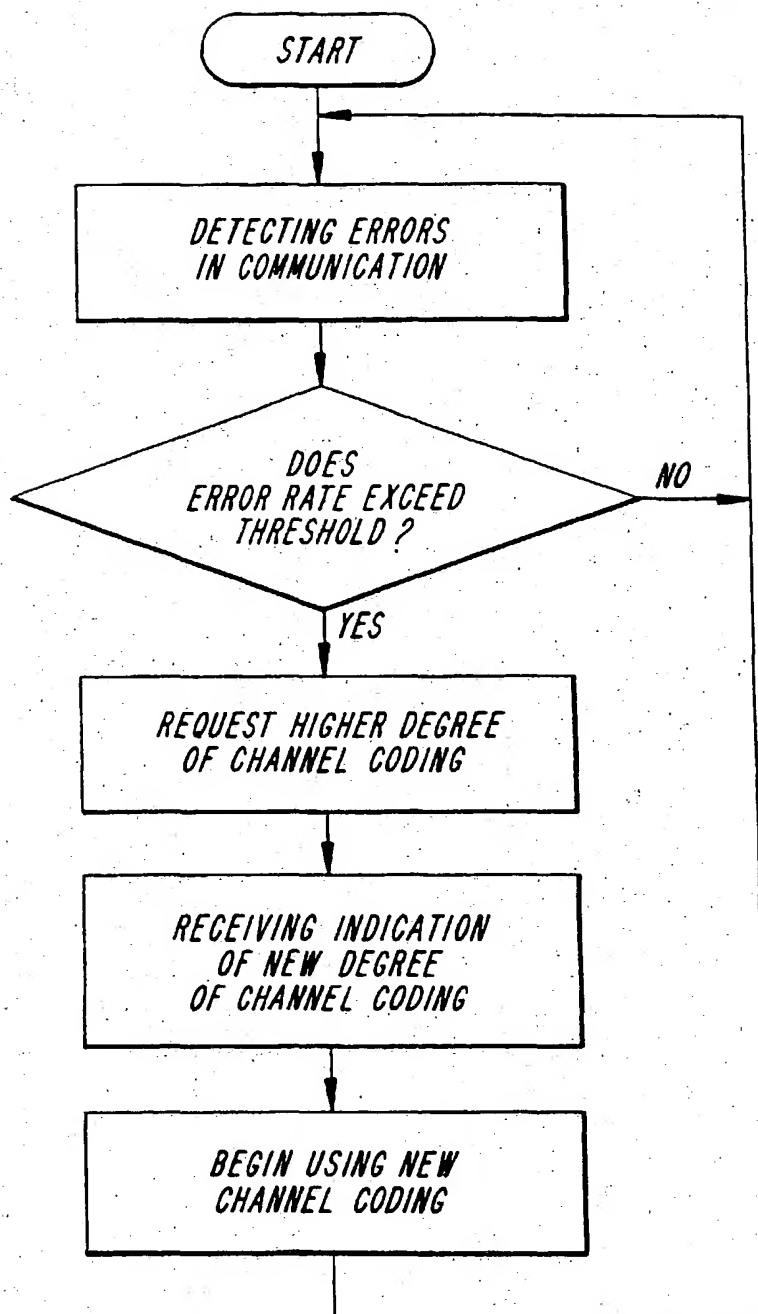 START
DETECTING ERRORS
IN COMMUNICATION
DOES
ERROR RATE EXCEED
THRESHOLD ?
NO
YES
REQUEST HIGHER DEGREE
OF CHANNEL CODING
RECEIVING INDICATION
OF NEW DEGREE
OF CHANNEL CODING
BEGIN USING NEW
CHANNEL CODING